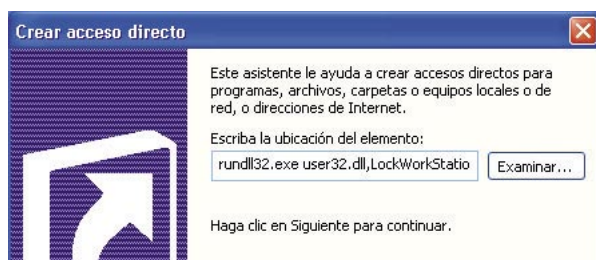 Crear acceso directo
Este asistente le ayuda a crear accesos directos para
programas, archivos, carpetas o equipos locales o de
red, o direcciones de Internet.
Escriba la ubicación del elemento:
rundll32.exe user32.dll,LockWorkStatio
Examinar...
Haga clic en Siguiente para continuar.